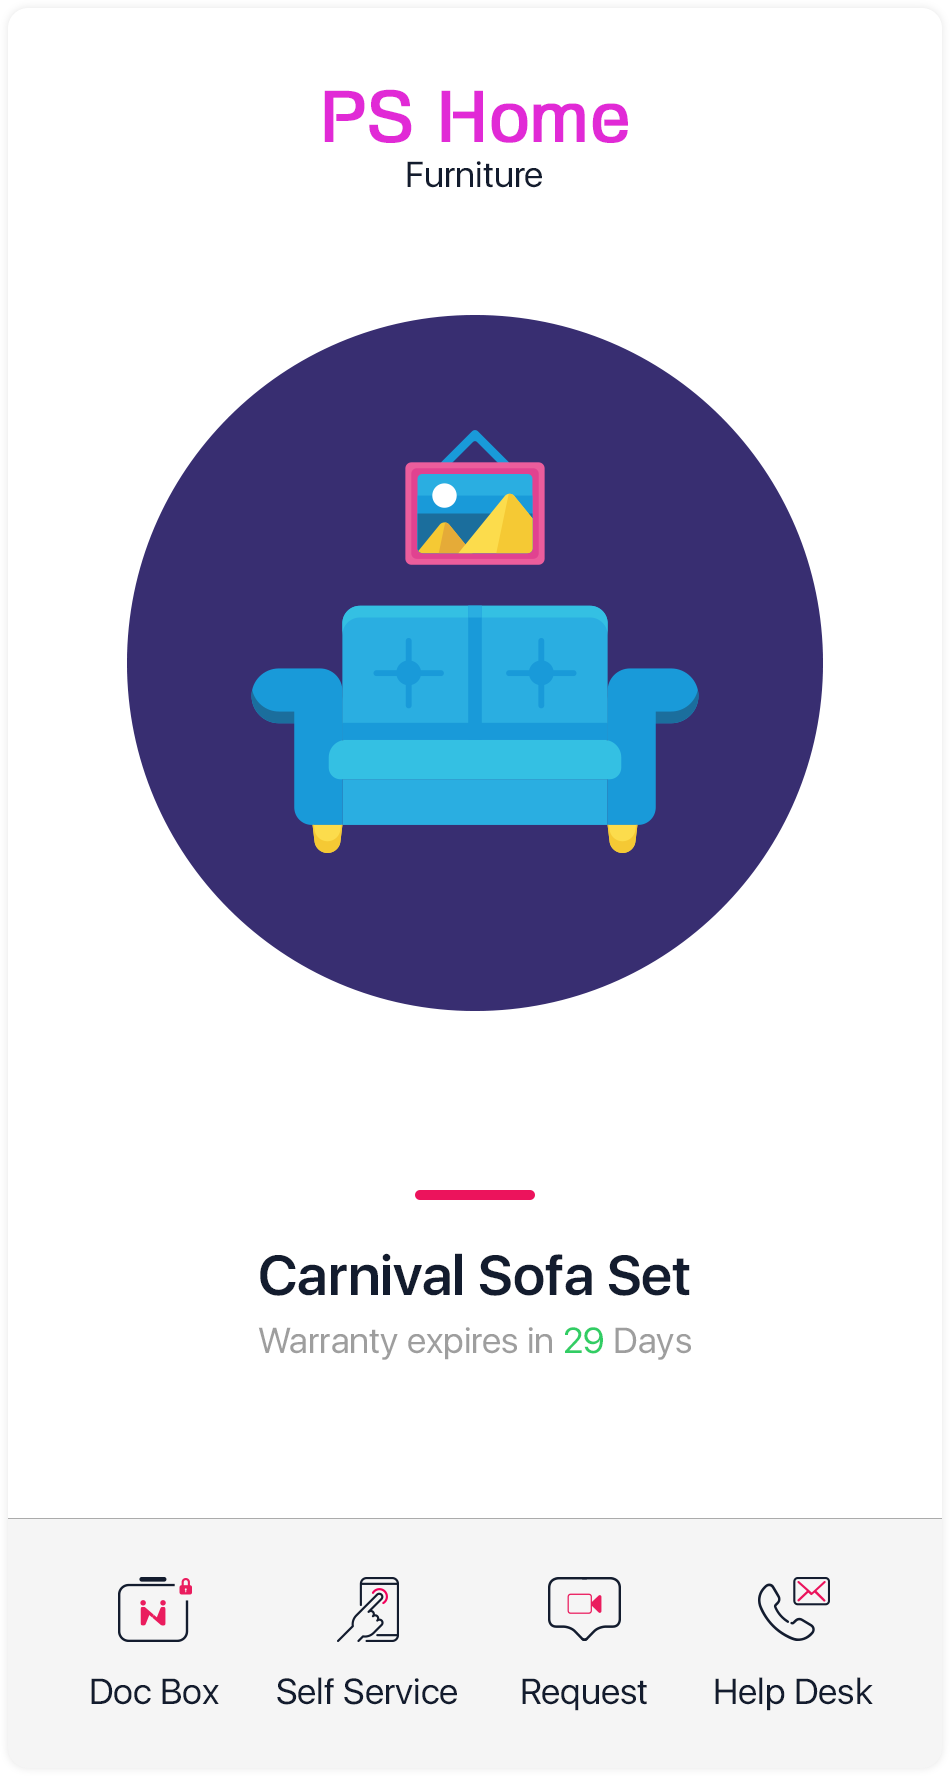 PS Home
Furniture
Carnival Sofa Set
Warranty expires in 29 Days
Doc Box
Self Service
Request
Help Desk